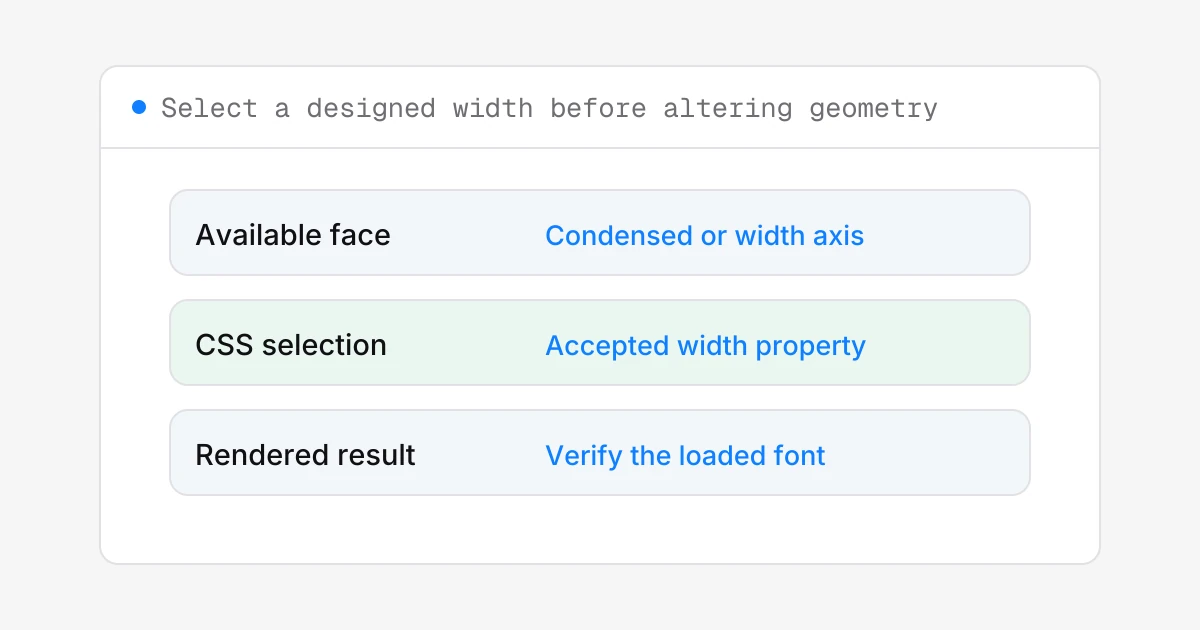 Select a designed width before altering geometry
Available face
Condensed or width axis
CSS selection
Accepted width property
Rendered result
Verify the loaded font